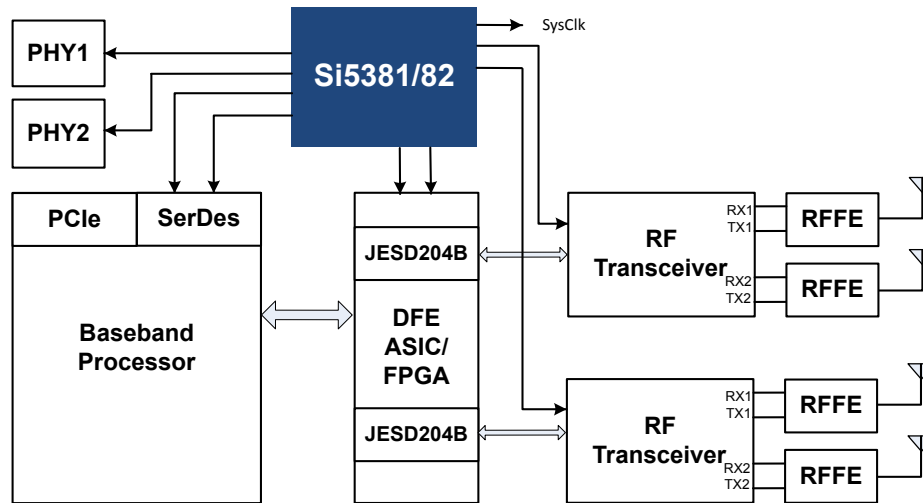 SysClk
PHY1
Si5381/82
PHY2
PCIe
SerDes
JESD204B
Baseband
Processor
DFE
ASIC/
FPGA
JESD204B
RF
Transceiver
RX1
TX1
RX2
TX2
RFFE
RFFE
RF
Transceiver
RX1
TX1
RX2
TX2
RFFE
RFFE